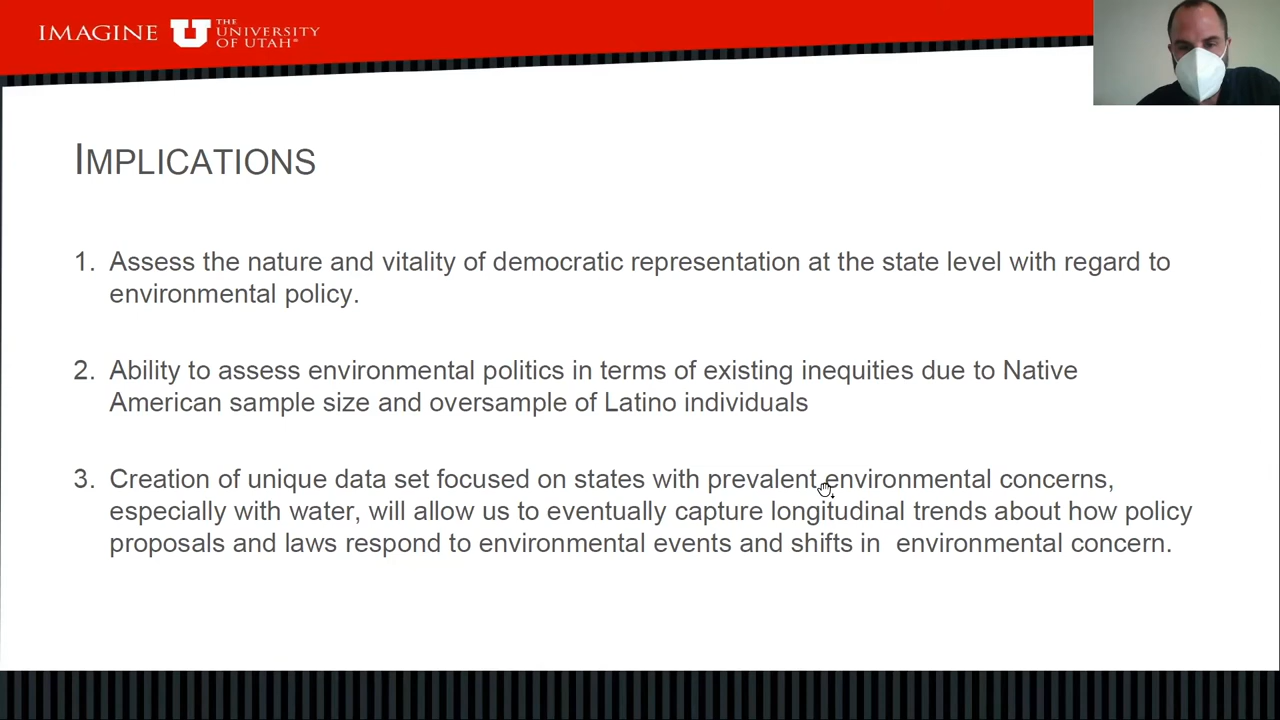 IMAGINE
THE
UNIVERSITY
OF UTAH®
IMPLICATIONS
1. Assess the nature and vitality of democratic representation at the state level with regard to
environmental policy.
2. Ability to assess environmental politics in terms of existing inequities due to Native
American sample size and oversample of Latino individuals
3. Creation of unique data set focused on states with prevalent environmental concerns,
especially with water, will allow us to eventually capture longitudinal trends about how policy
proposals and laws respond to environmental events and shifts in  environmental concern.